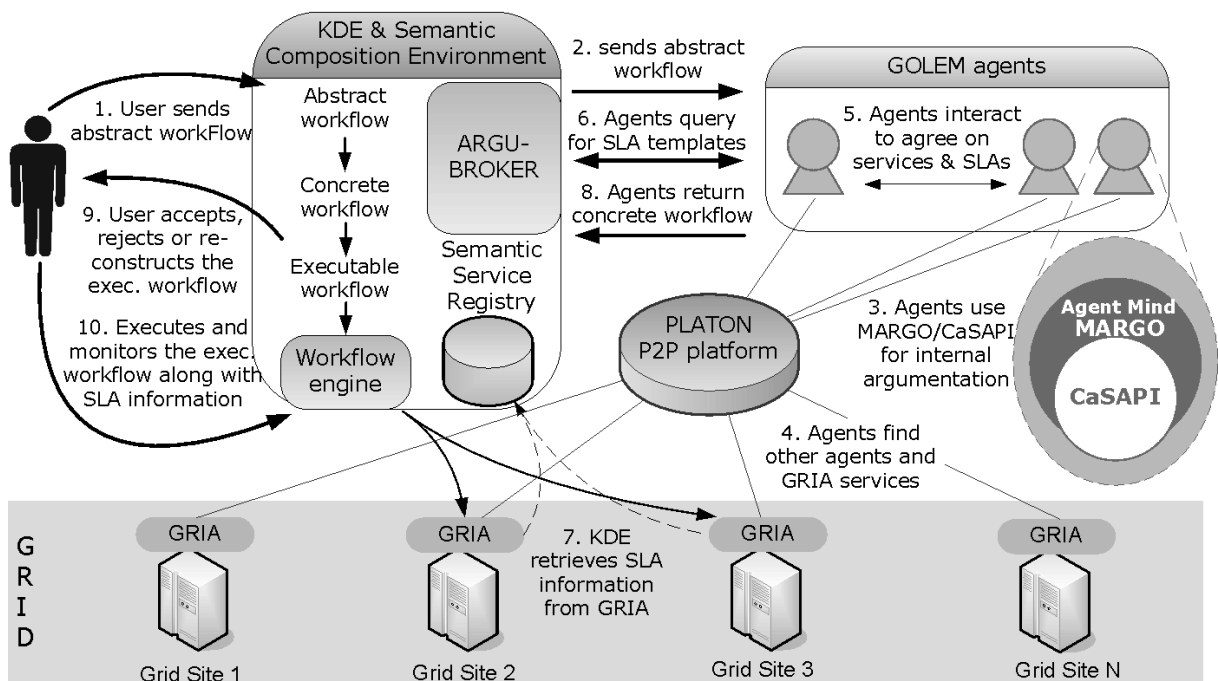 KDE & Semantic
Composition Environment
1. User sends
abstract workFlow
Abstract
workflow
Concrete
workflow
Executable
workflow
Workflow
engine
ARGU-
BROKER
Semantic
Service
Registry
2. sends abstract
workflow
6. Agents query
for SLA templates
8. Agents return
concrete workflow
GOLEM agents
5. Agents interact
to agree on
services & SLAs
9. User accepts,
rejects or re-
constructs the
exec. workflow
10. Executes and
monitors the exec.
workflow along with
SLA information
PLATON
P2P platform
3. Agents use
MARGO/CaSAPI
for internal
argumentation
Agent Mind
MARGO
CaSAPI
4. Agents find
other agents and
GRIA services
GRID
GRIA
GRIA
7. KDE
retrieves SLA
information
from GRIA
GRIA
GRIA
Grid Site 1
Grid Site 2
Grid Site 3
Grid Site N